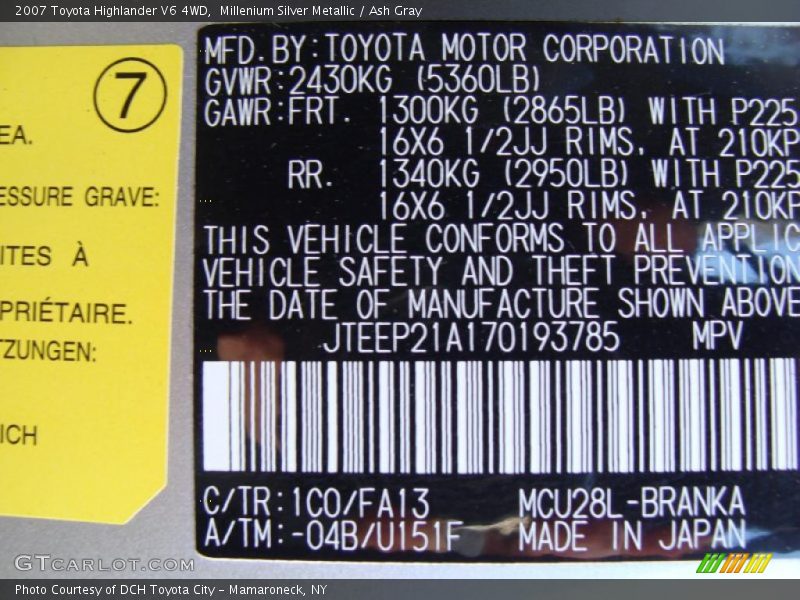 2007 Toyota Highlander V6 4WD,  Millenium Silver Metallic / Ash Gray
7
EA.
ESSURE GRAVE:
ITES À
PRIÉTAIRE.
TZUNGEN:
ICH
MFD. BY:TOYOTA MOTOR CORPORATION
GVWR:2430KG (5360LB)
GAWR:FRT. 1300KG (2865LB) WITH P225
16X6 1/2JJ RIMS, AT 210KP
RR. 1340KG (2950LB) WITH P225
16X6 1/2JJ RIMS, AT 210KP
THIS VEHICLE CONFORMS TO ALL APPLIC
VEHICLE SAFETY AND THEFT PREVENTION
THE DATE OF MANUFACTURE SHOWN ABOVE
JTEEP21A170193785 MPV
C/TR:1C0/FA13 MCU28L-BRANKA
A/TM:-04B/U151F MADE IN JAPAN
GTCARLOT.COM
Photo Courtesy of DCH Toyota City - Mamaroneck, NY